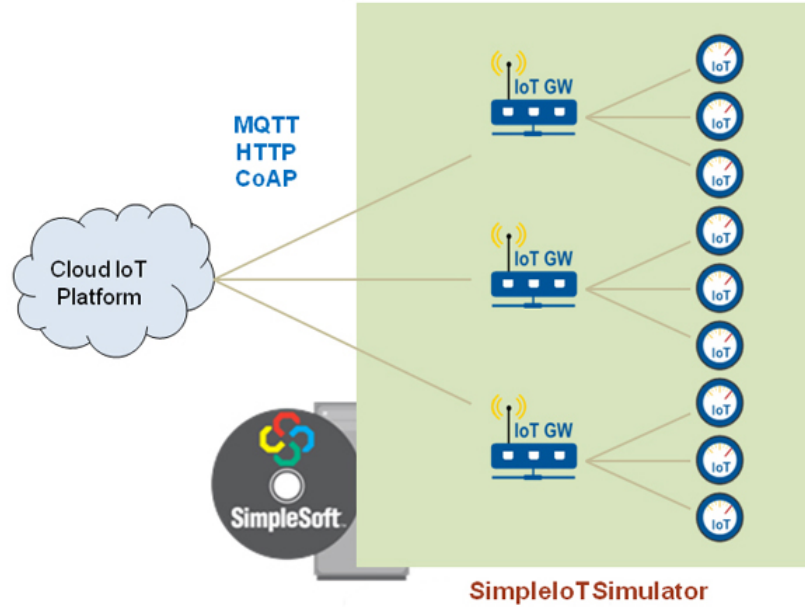 MQTT
HTTP
CoAP
Cloud IoT
Platform
IoT GW
IoT
IoT
IoT
IoT GW
IoT
IoT
IoT
IoT GW
IoT
IoT
IoT
SimpleSoft™
SimpleIoTSimulator